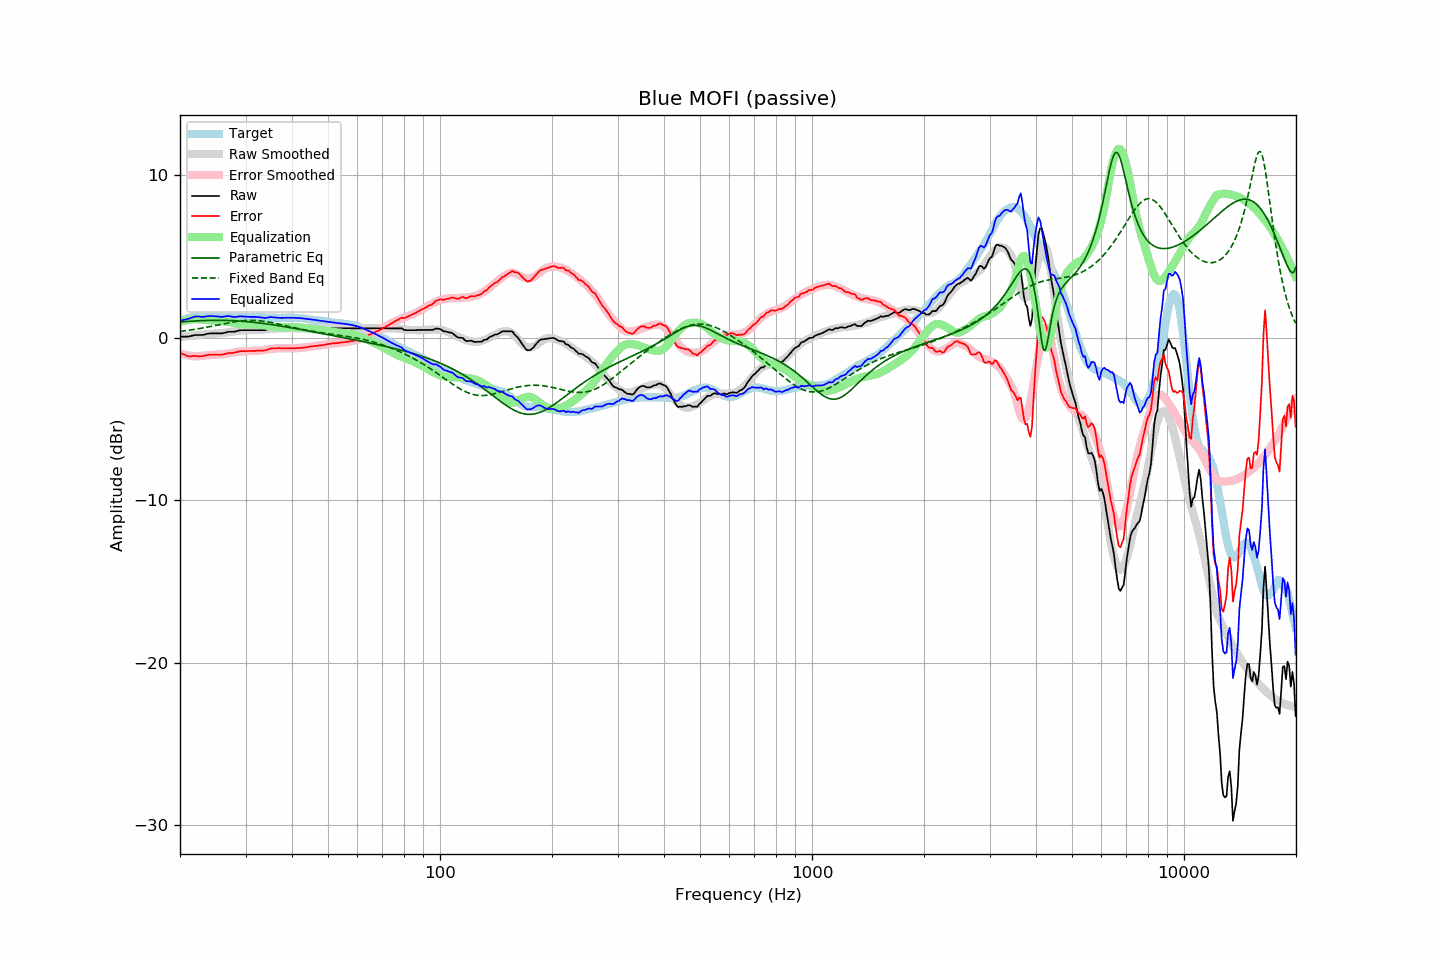 Blue MOFI (passive)
Target
Raw Smoothed
Error Smoothed
Raw
Error
Equalization
Parametric Eq
Fixed Band Eq
Equalized
10
0
−10
−20
−30
Amplitude (dBr)
100
1000
10000
Frequency (Hz)